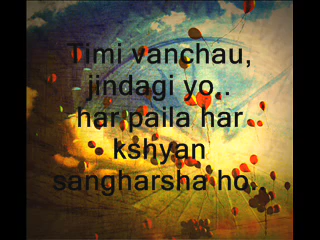 Timi vanchau,
jindagi yo..
har paila har
kshyan
sangharsha ho.